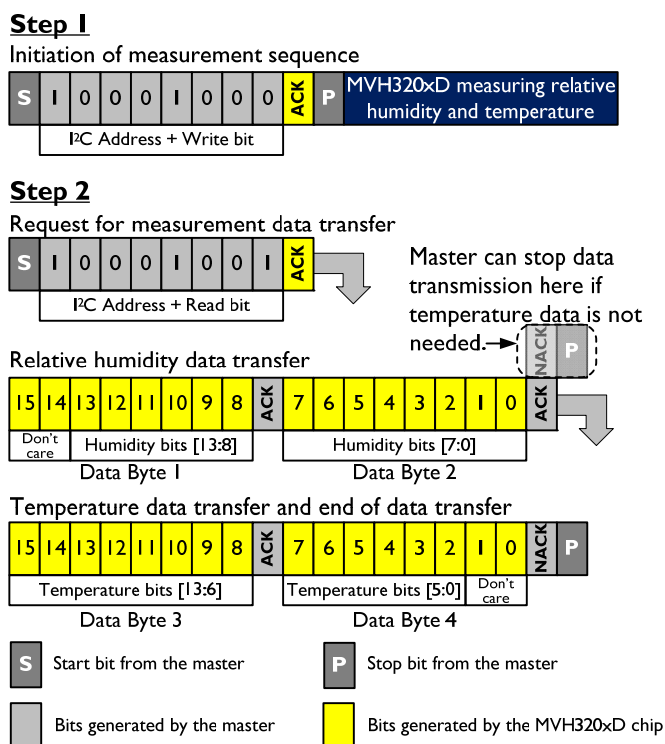 Step 1
Initiation of measurement sequence
S 1 0 0 0 1 0 0 0 ACK P MVH320xD measuring relative
humidity and temperature
I²C Address + Write bit
Step 2
Request for measurement data transfer
S 1 0 0 0 1 0 0 1 ACK
I²C Address + Read bit
Master can stop data
transmission here if
temperature data is not
needed.
NACK P
Relative humidity data transfer
15 14 13 12 11 10 9 8 ACK 7 6 5 4 3 2 1 0 ACK
Don't
care
Humidity bits [13:8]
Humidity bits [7:0]
Data Byte 1
Data Byte 2
Temperature data transfer and end of data transfer
15 14 13 12 11 10 9 8 ACK 7 6 5 4 3 2 1 0 NACK P
Temperature bits [13:6]
Temperature bits [5:0]
Don't
care
Data Byte 3
Data Byte 4
S Start bit from the master
P Stop bit from the master
Bits generated by the master
Bits generated by the MVH320xD chip